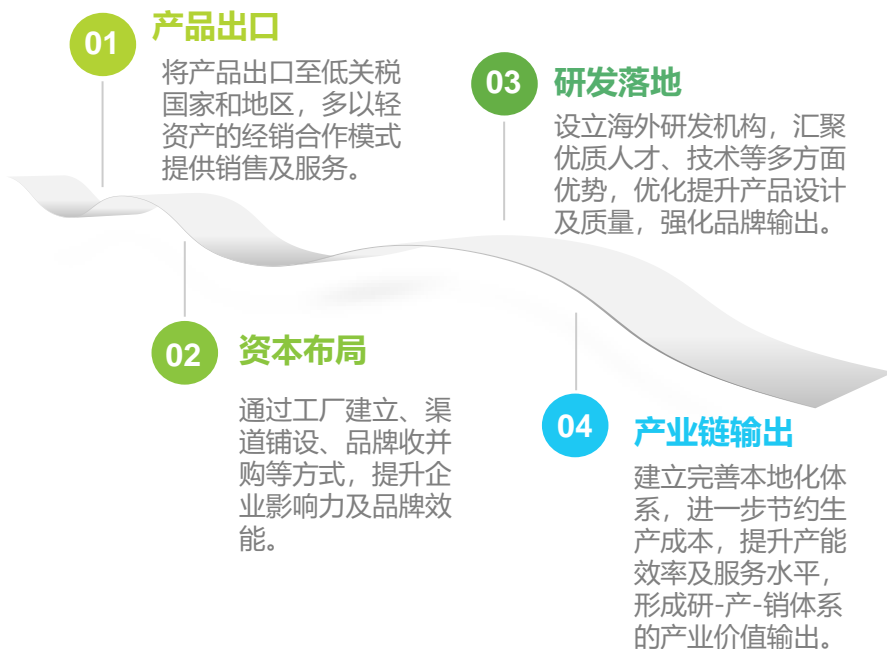 01
产品出口
将产品出口至低关税
国家和地区，多以轻
资产的经销合作模式
提供销售及服务。
02
资本布局
通过工厂建立、渠
道铺设、品牌收并
购等方式，提升企
业影响力及品牌效
能。
03
研发落地
设立海外研发机构，汇聚
优质人才、技术等多方面
优势，优化提升产品设计
及质量，强化品牌输出。
04
产业链输出
建立完善本地化体
系，进一步节约生
产成本，提升产能
效率及服务水平，
形成研-产-销体系
的产业价值输出。